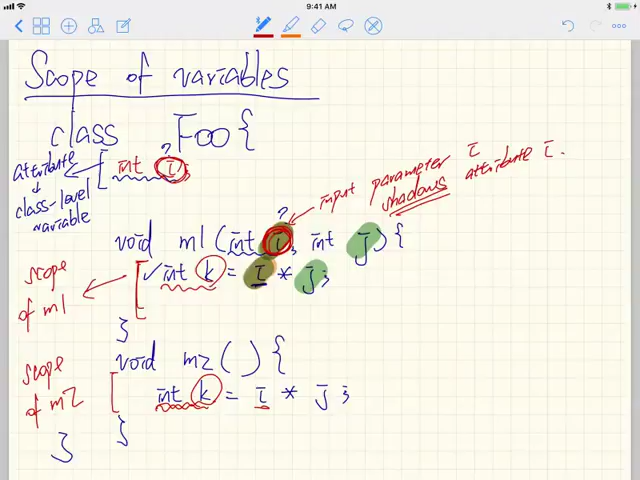 9:41 AM
Scope of variables
class Foo {
?
attribute
class-level
variable
int i;
input parameter i
shadows attribute i.
?
void m1 (int i, int j) {
int k = i * j;
}
scope
of m1
void m2 ( ) {
int k = i * j;
}
scope
of m2
}